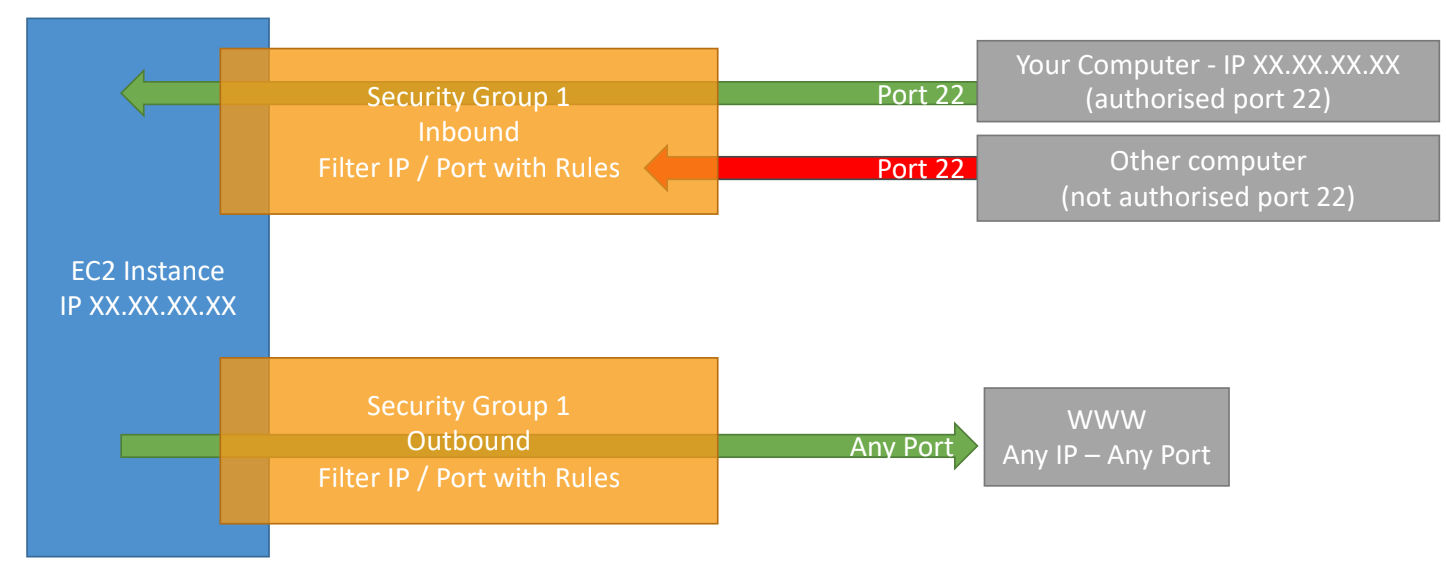 Security Group 1
Inbound
Filter IP / Port with Rules
Port 22
Your Computer - IP XX.XX.XX.XX
(authorised port 22)
Port 22
Other computer
(not authorised port 22)
EC2 Instance
IP XX.XX.XX.XX
Security Group 1
Outbound
Filter IP / Port with Rules
Any Port
WWW
Any IP – Any Port